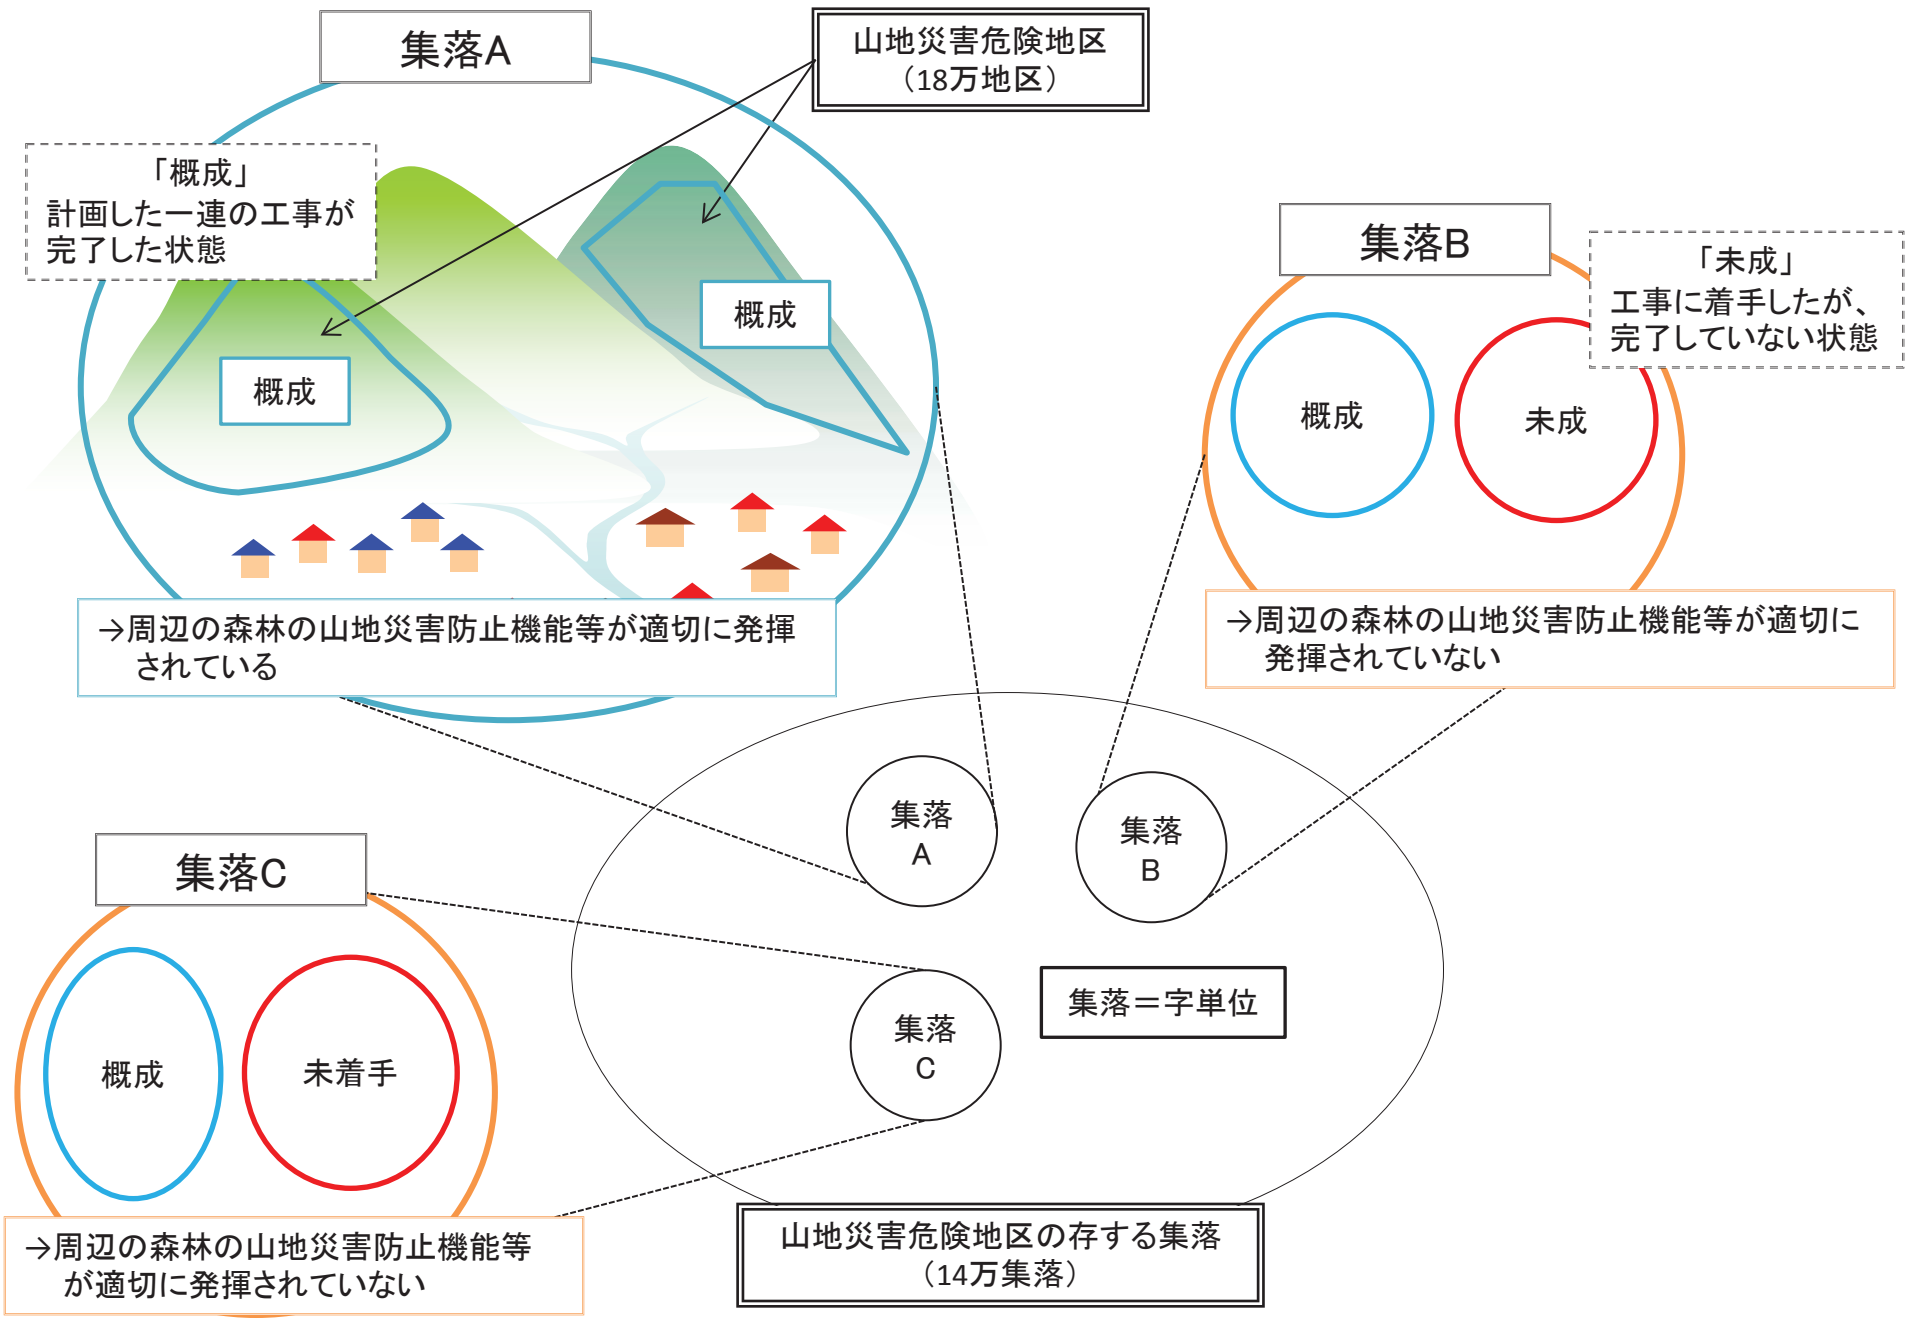 集落A
山地災害危険地区
（18万地区）
「概成」
計画した一連の工事が
完了した状態
概成
概成
→周辺の森林の山地災害防止機能等が適切に発揮
されている
集落B
「未成」
工事に着手したが、
完了していない状態
概成
未成
→周辺の森林の山地災害防止機能等が適切に
発揮されていない
集落
A
集落
B
集落C
概成
未着手
集落
C
集落＝字単位
→周辺の森林の山地災害防止機能等
が適切に発揮されていない
山地災害危険地区の存する集落
（14万集落）